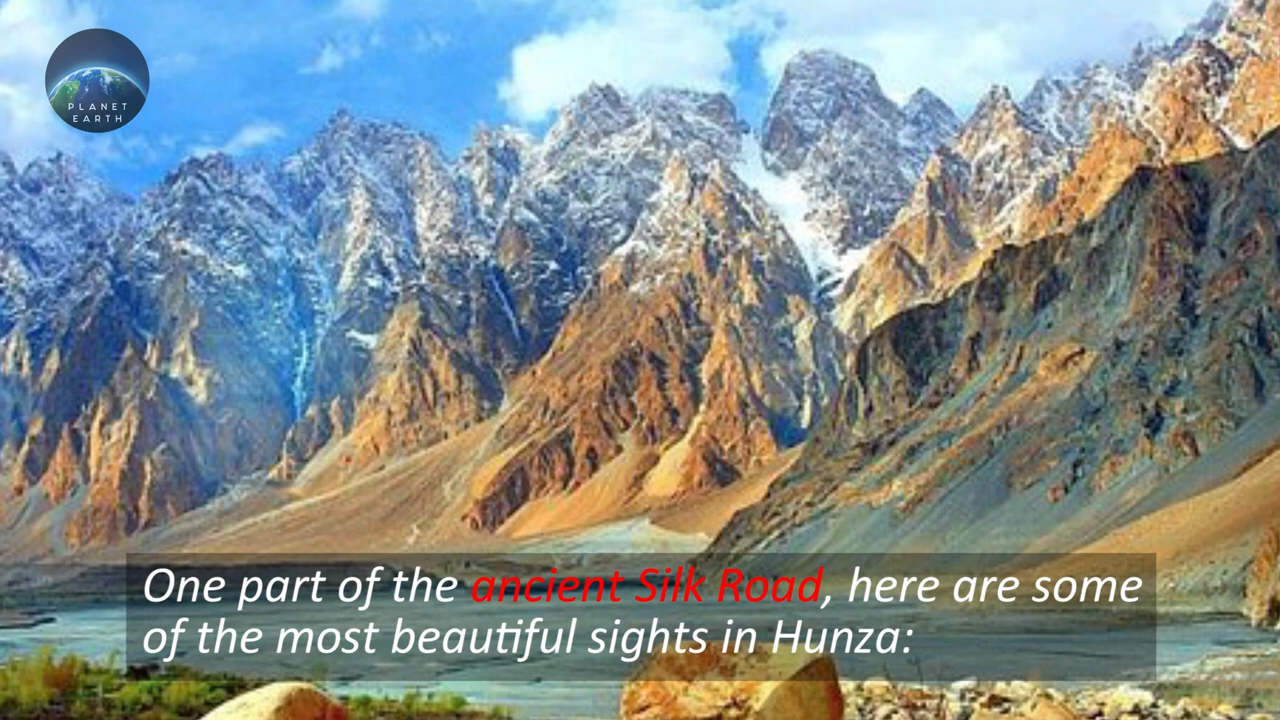 PLANET
EARTH
One part of the ancient Silk Road, here are some
of the most beautiful sights in Hunza: